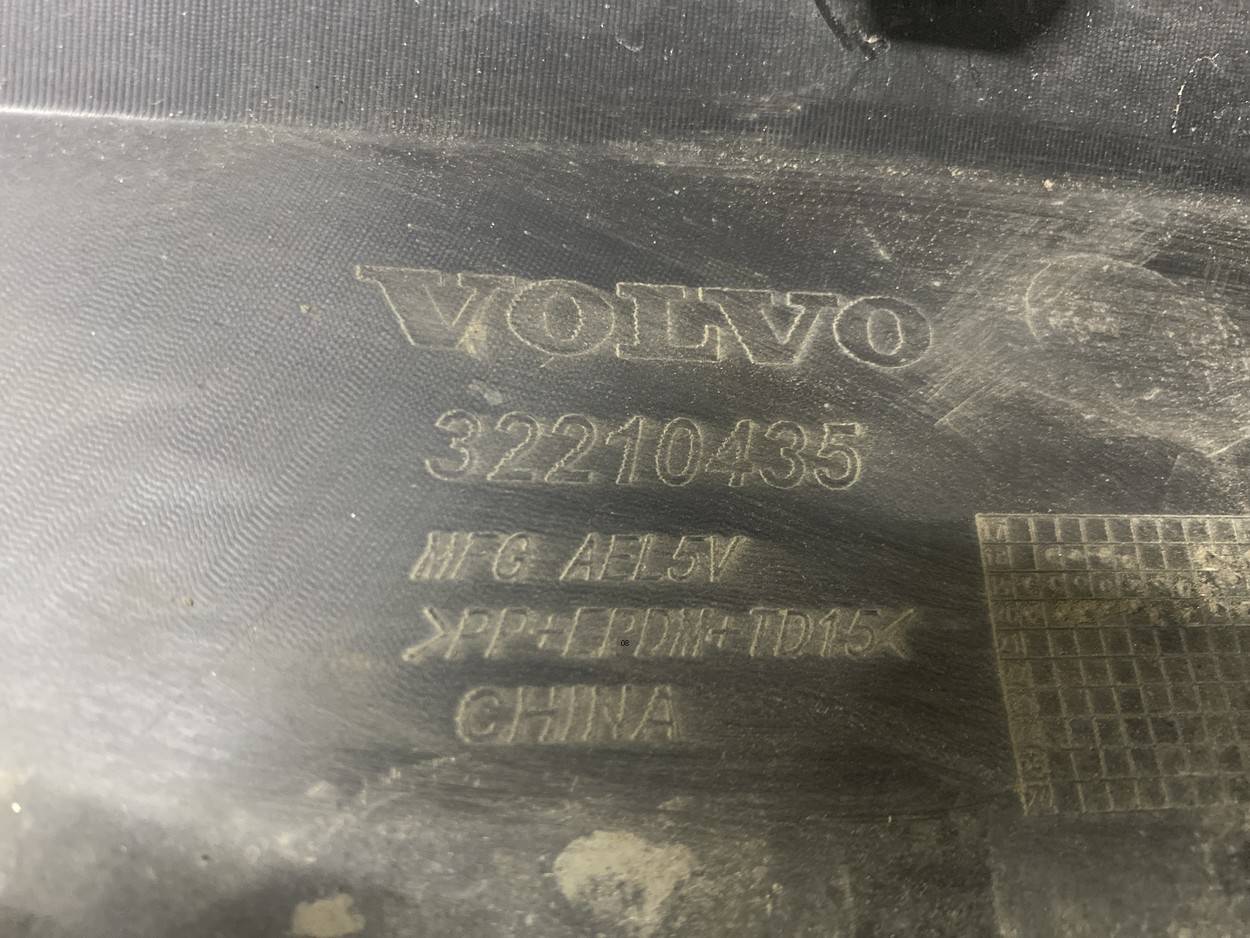 VOLVO
32210435
MFG AEL5V
>PP+EPDM+TD15<
CHINA